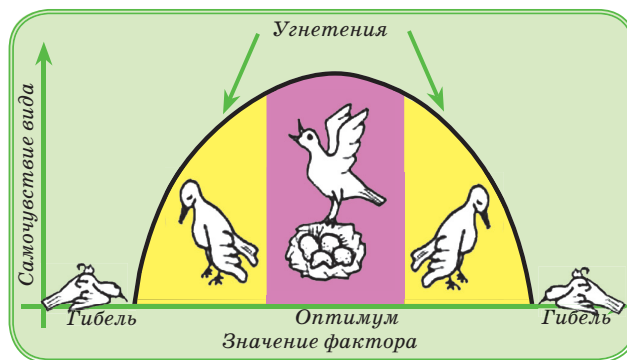 Угнетения
Самочувствие вида
Гибель Оптимум Гибель
Значение фактора